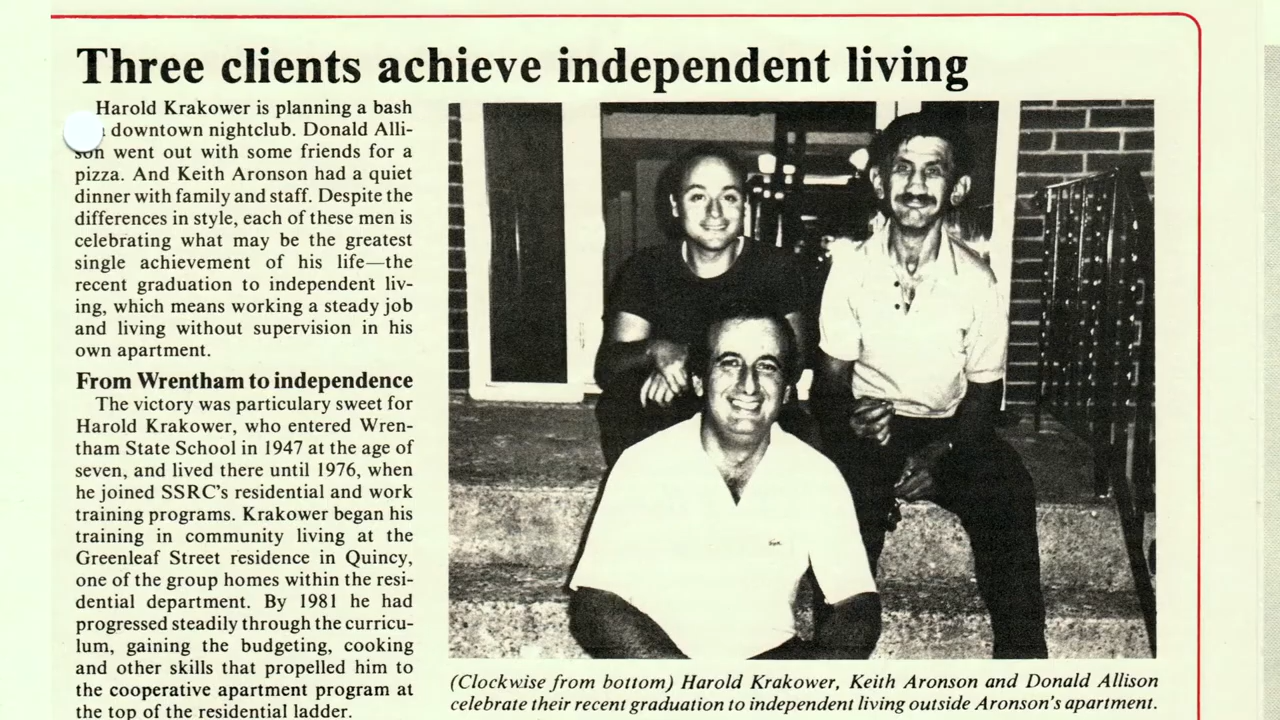 Three clients achieve independent living
Harold Krakower is planning a bash
downtown nightclub. Donald Alli-
son went out with some friends for a
pizza. And Keith Aronson had a quiet
dinner with family and staff. Despite the
differences in style, each of these men is
celebrating what may be the greatest
single achievement of his life—the
recent graduation to independent liv-
ing, which means working a steady job
and living without supervision in his
own apartment.
From Wrentham to independence
The victory was particulary sweet for
Harold Krakower, who entered Wren-
tham State School in 1947 at the age of
seven, and lived there until 1976, when
he joined SSRC's residential and work
training programs. Krakower began his
training in community living at the
Greenleaf Street residence in Quincy,
one of the group homes within the resi-
dential department. By 1981 he had
progressed steadily through the curricu-
lum, gaining the budgeting, cooking
and other skills that propelled him to
the cooperative apartment program at
the top of the residential ladder.
(Clockwise from bottom) Harold Krakower, Keith Aronson and Donald Allison
celebrate their recent graduation to independent living outside Aronson's apartment.